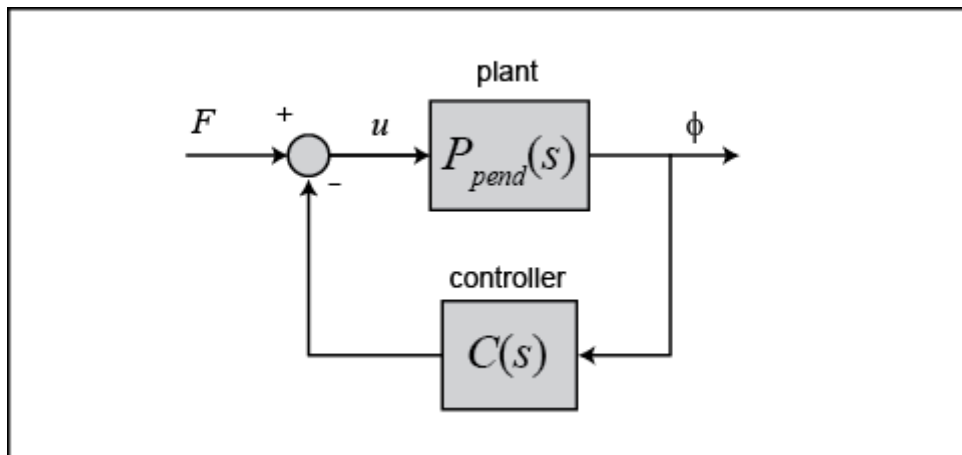 plant
F
+
u
P_pend(s)
ϕ
-
controller
C(s)